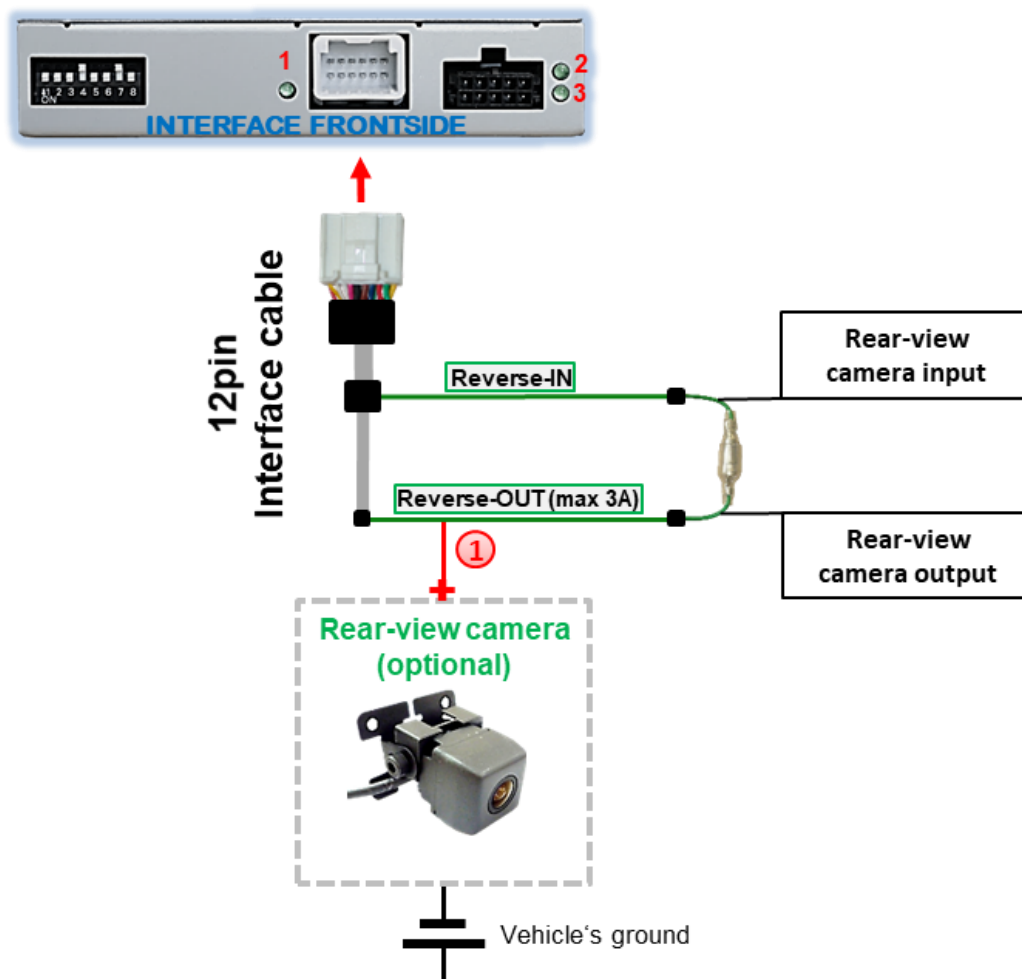 1
2
3
ON
1 2 3 4 5 6 7 8
INTERFACE FRONTSIDE
12pin
Interface cable
Reverse-IN
Rear-view
camera input
Reverse-OUT (max 3A)
Rear-view
camera output
1
Rear-view camera
(optional)
Vehicle‘s ground